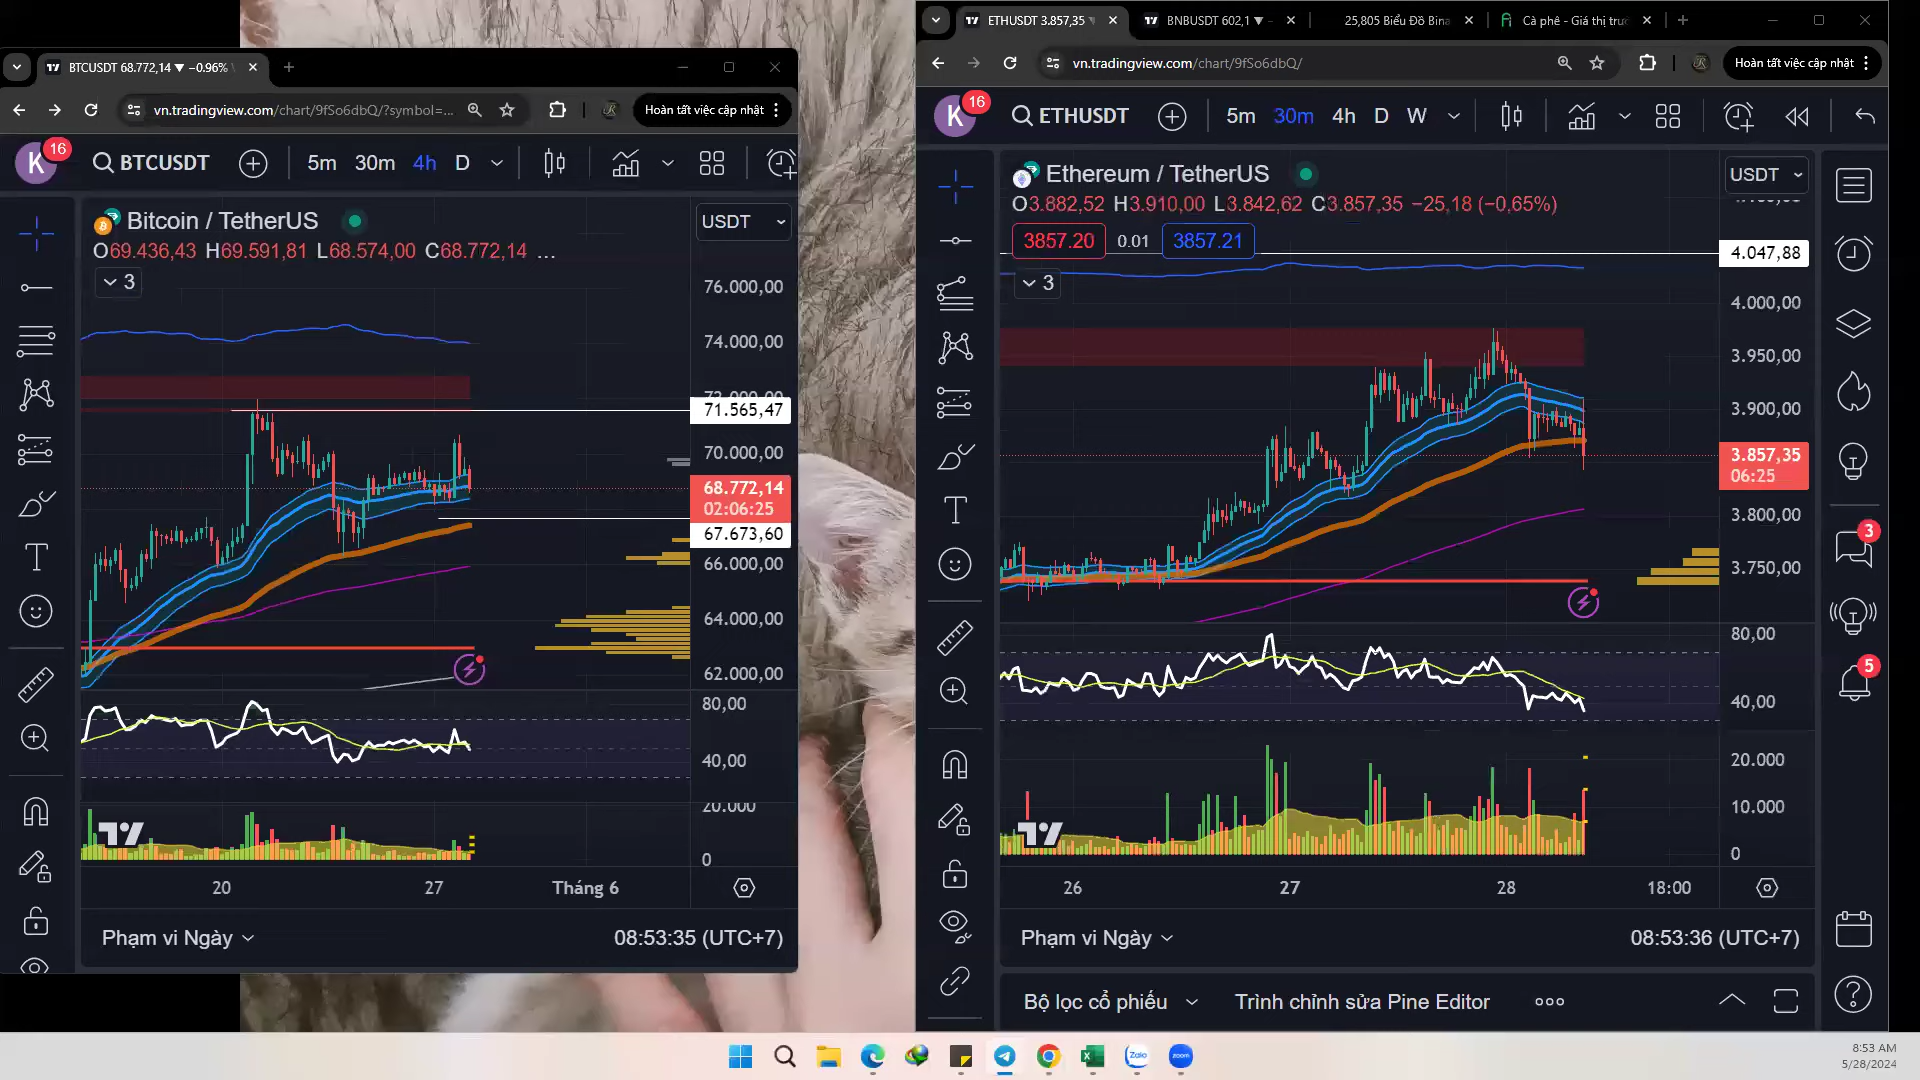 BTCUSDT 68.772,14 ▼ −0.96%
vn.tradingview.com/chart/9fSo6dbQ/?symbol=...
Hoàn tất việc cập nhật
K
16
BTCUSDT
5m
30m
4h
D
Bitcoin / TetherUS
O69.436,43 H69.591,81 L68.574,00 C68.772,14 ...
3
USDT
76.000,00
74.000,00
72.000,00
71.565,47
70.000,00
68.772,14
02:06:25
67.673,60
66.000,00
64.000,00
62.000,00
80,00
40,00
20.000
0
20
27
Tháng 6
Phạm vi Ngày
08:53:35 (UTC+7)
ETHUSDT 3.857,35
BNBUSDT 602,1 ▼
25,805 Biểu Đồ Bina
Cà phê - Giá thị trư
vn.tradingview.com/chart/9fSo6dbQ/
Hoàn tất việc cập nhật
K
16
ETHUSDT
5m
30m
4h
D
W
Ethereum / TetherUS
O3.882,52 H3.910,00 L3.842,62 C3.857,35 −25,18 (−0,65%)
3857.20
0.01
3857.21
3
USDT
4.047,88
4.000,00
3.950,00
3.900,00
3.857,35
06:25
3.800,00
3.750,00
80,00
40,00
20.000
10.000
0
26
27
28
18:00
Phạm vi Ngày
08:53:36 (UTC+7)
Bộ lọc cổ phiếu
Trình chỉnh sửa Pine Editor
3
5
Zalo
zoom
8:53 AM
5/28/2024